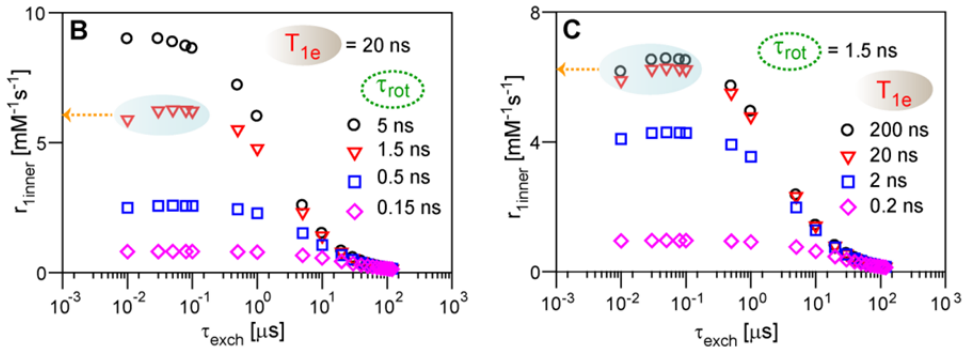 B
T1e = 20 ns
τrot
5 ns
1.5 ns
0.5 ns
0.15 ns
r1inner [mM⁻¹s⁻¹]
10
5
0
10⁻³ 10⁻² 10⁻¹ 10⁰ 10¹ 10² 10³
τexch [μs]
C
τrot = 1.5 ns
T1e
200 ns
20 ns
2 ns
0.2 ns
r1inner [mM⁻¹s⁻¹]
8
4
0
10⁻³ 10⁻² 10⁻¹ 10⁰ 10¹ 10² 10³
τexch [μs]